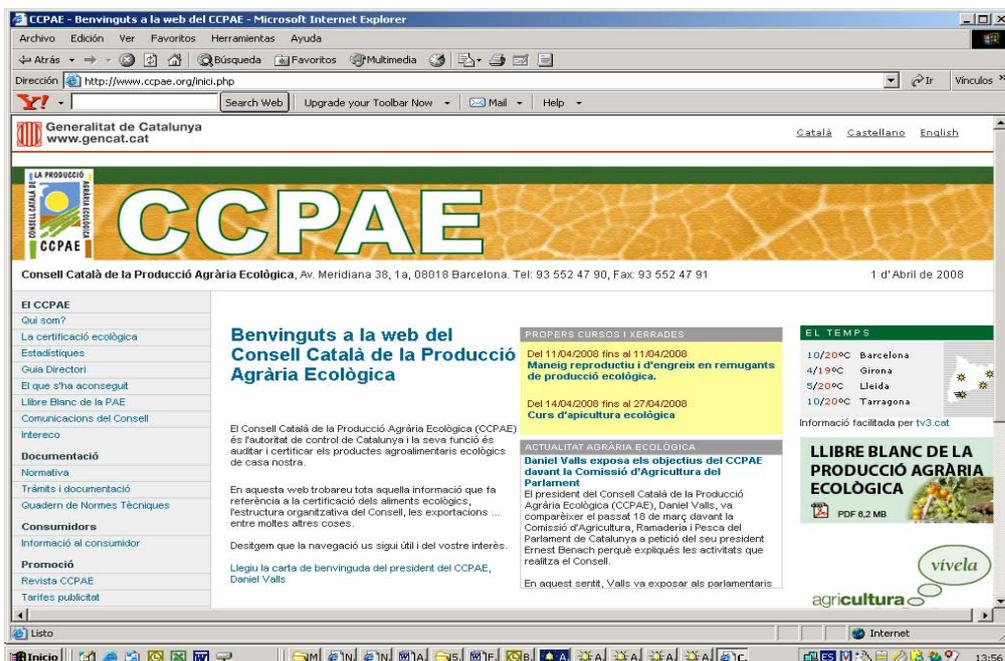 CCPAE - Benvinguts a la web del CCPAE - Microsoft Internet Explorer
Archivo Edición Ver Favoritos Herramientas Ayuda
Atrás Búsqueda Favoritos Multimedia
Dirección http://www.ccpae.org/inici.php Ir Vínculos »
Y! Search Web Upgrade your Toolbar Now Mail Help
Generalitat de Catalunya
www.gencat.cat
Català Castellano English
CONSELL CATALÀ DE LA PRODUCCIÓ AGRÀRIA ECOLÒGICA
CCPAE
CCPAE
Consell Català de la Producció Agrària Ecològica, Av. Meridiana 38, 1a, 08018 Barcelona. Tel: 93 552 47 90, Fax: 93 552 47 91
1 d'Abril de 2008
El CCPAE
Qui som?
La certificació ecològica
Estadístiques
Guia Directori
El que s'ha aconseguit
Llibre Blanc de la PAE
Comunicacions del Consell
Intereco
Documentació
Normativa
Tràmits i documentació
Quadern de Normes Tècniques
Consumidors
Informació al consumidor
Promoció
Revista CCPAE
Tarifes publicitat
Benvinguts a la web del
Consell Català de la Producció
Agrària Ecològica
El Consell Català de la Producció Agrària Ecològica (CCPAE)
és l'autoritat de control de Catalunya i la seva funció és
auditar i certificar els productes agroalimentaris ecològics
de casa nostra.
En aquesta web trobareu tota aquella informació que fa
referència a la certificació dels aliments ecològics,
l'estructura organitzativa del Consell, les exportacions ...
entre moltes altres coses.
Desitgem que la navegació us sigui útil i del vostre interès.
Llegiu la carta de benvinguda del president del CCPAE,
Daniel Valls
PROPERS CURSOS I XERRADES
Del 11/04/2008 fins al 11/04/2008
Maneig reproductiu i d'engreix en remugants
de producció ecològica.
Del 14/04/2008 fins al 27/04/2008
Curs d'apicultura ecològica
ACTUALITAT AGRÀRIA ECOLÒGICA
Daniel Valls exposa els objectius del CCPAE
davant la Comissió d'Agricultura del
Parlament
El president del Consell Català de la Producció
Agrària Ecològica (CCPAE), Daniel Valls, va
comparèixer el passat 18 de març davant la
Comissió d'Agricultura, Ramaderia i Pesca del
Parlament de Catalunya a petició del seu president
Ernest Benach perquè expliqués les activitats que
realitza el Consell.
En aquest sentit, Valls va exposar als parlamentaris
EL TEMPS
10/20ºC Barcelona
4/19ºC Girona
5/20ºC Lleida
10/20ºC Tarragona
Informació facilitada per tv3.cat
LLIBRE BLANC DE LA
PRODUCCIÓ AGRÀRIA
ECOLÒGICA
PDF 6,2 MB
vívela
agricultura
Listo Internet
Inicio ES 13:52